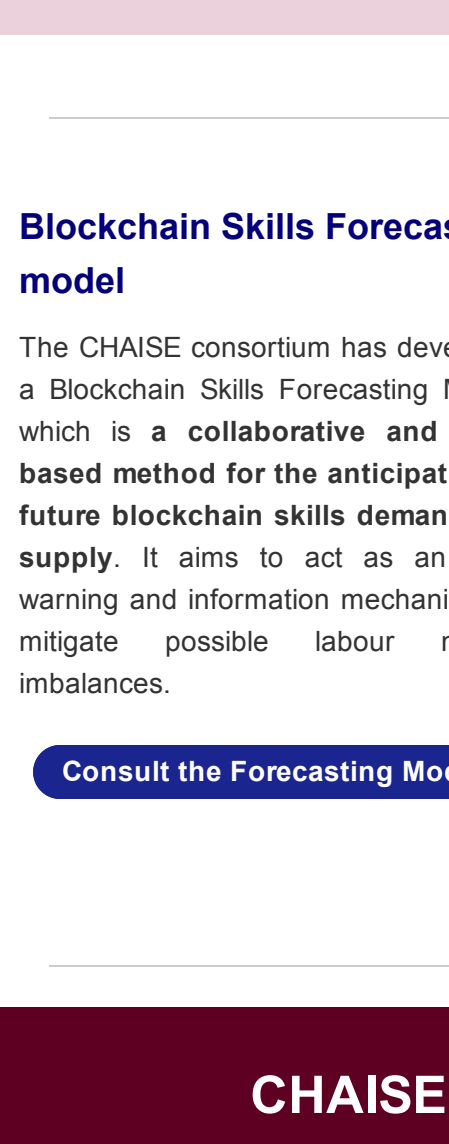 Blockchain Skills Forecas
model
The CHAISE consortium has deve
a Blockchain Skills Forecasting M
which is a collaborative and
based method for the anticipat
future blockchain skills deman
supply. It aims to act as an
warning and information mechani
mitigate possible labour m
imbalances.
Consult the Forecasting Mod
CHAISE